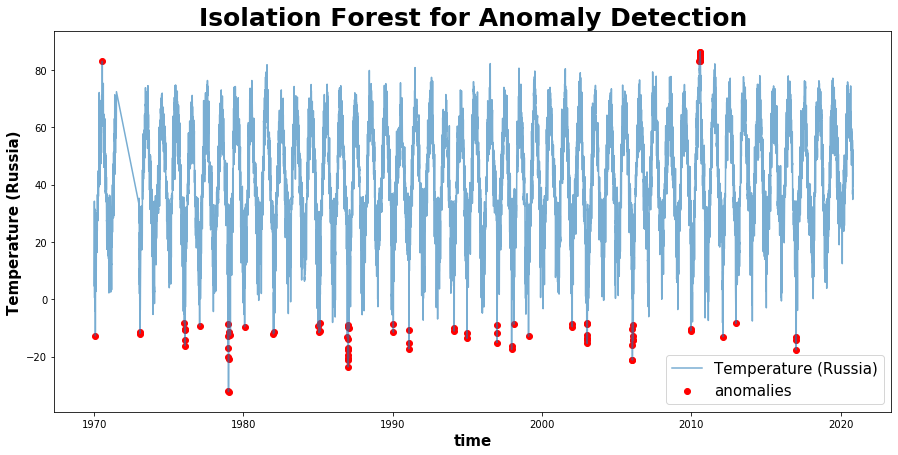 Isolation Forest for Anomaly Detection
Temperature (Russia)
80
60
40
20
0
−20
1970
1980
1990
2000
2010
2020
time
Temperature (Russia)
anomalies